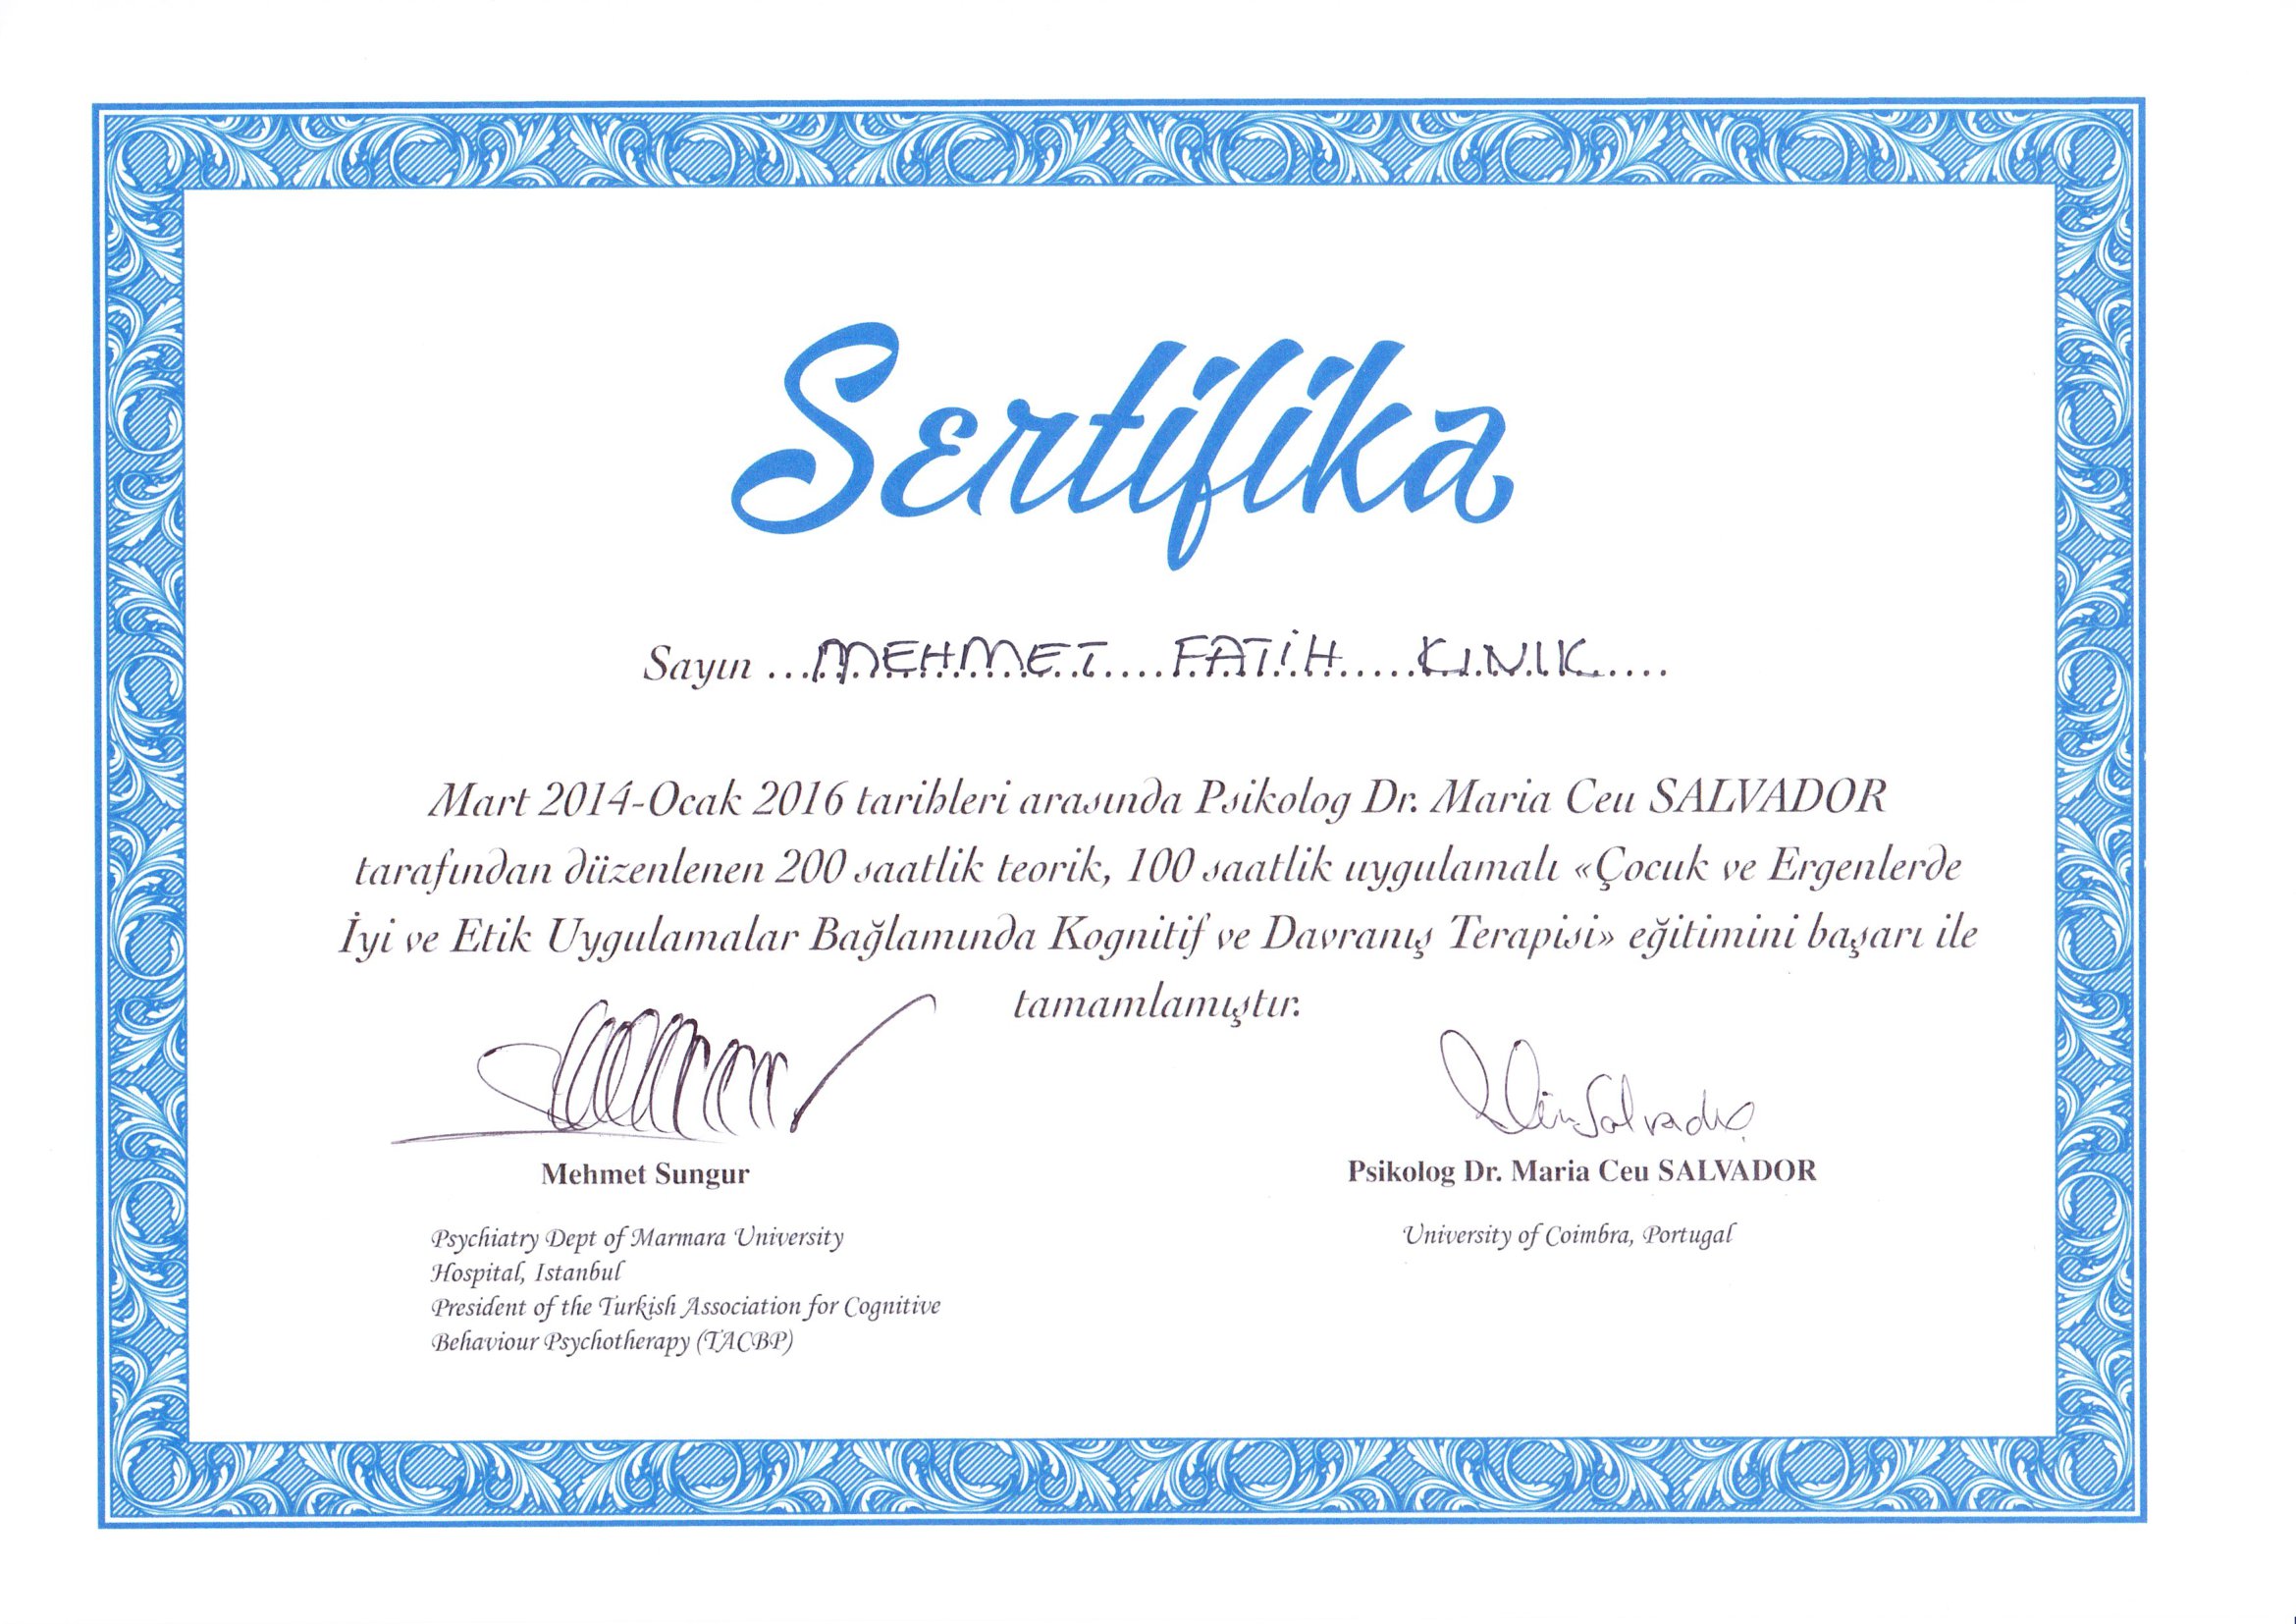 Sertifika
Sayın ...MEHMET....FATİH.....KINIK.....
Mart 2014-Ocak 2016 tarihleri arasında Psikolog Dr. Maria Ceu SALVADOR
tarafından düzenlenen 200 saatlik teorik, 100 saatlik uygulamalı «Çocuk ve Ergenlerde
İyi ve Etik Uygulamalar Bağlamında Kognitif ve Davranış Terapisi» eğitimini başarı ile
tamamlamıştır.
Mehmet Sungur
Psychiatry Dept of Marmara University
Hospital, Istanbul
President of the Turkish Association for Cognitive
Behaviour Psychotherapy (TACBP)
Salvador
Psikolog Dr. Maria Ceu SALVADOR
University of Coimbra, Portugal